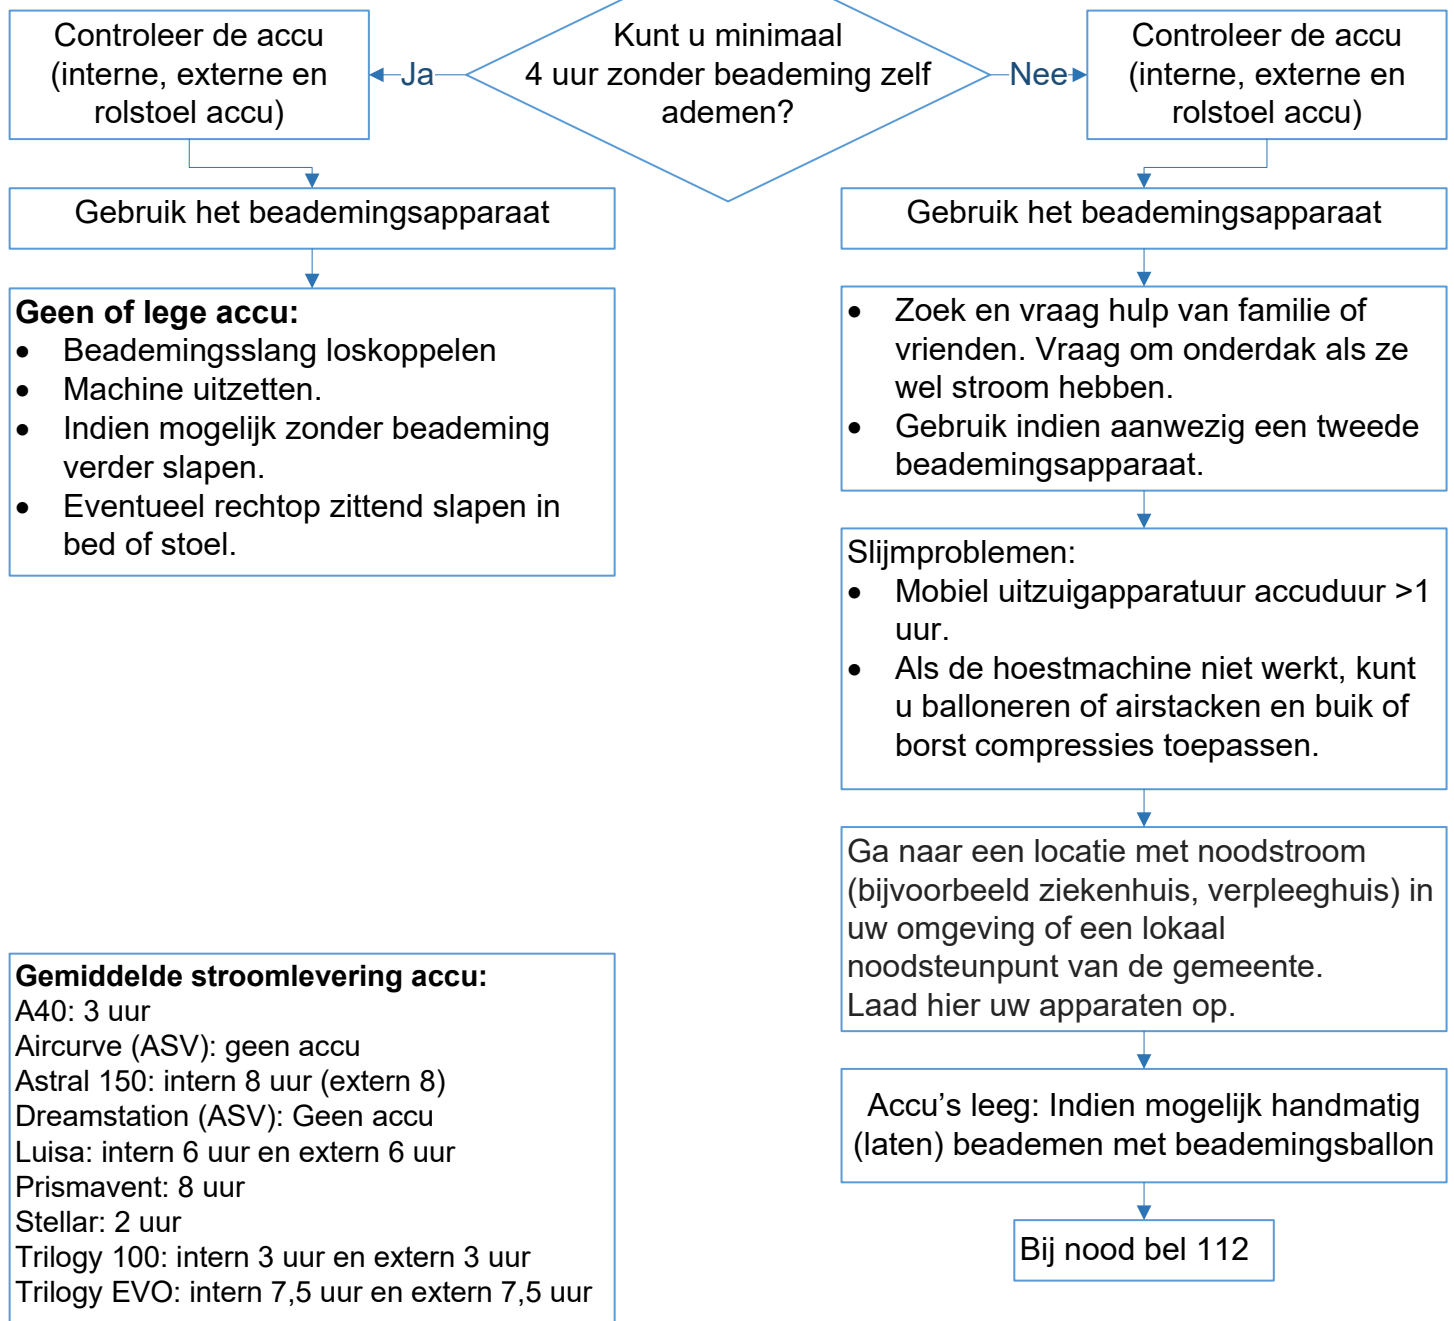 Controleer de accu
(interne, externe en
rolstoel accu)
Ja
Kunt u minimaal
4 uur zonder beademing zelf
ademen?
Nee
Controleer de accu
(interne, externe en
rolstoel accu)
Gebruik het beademingsapparaat
Geen of lege accu:
• Beademingsslang loskoppelen
• Machine uitzetten.
• Indien mogelijk zonder beademing
verder slapen.
• Eventueel rechtop zittend slapen in
bed of stoel.
Gebruik het beademingsapparaat
• Zoek en vraag hulp van familie of
vrienden. Vraag om onderdak als ze
wel stroom hebben.
• Gebruik indien aanwezig een tweede
beademingsapparaat.
Slijmproblemen:
• Mobiel uitzuigapparatuur accuduur >1
uur.
• Als de hoestmachine niet werkt, kunt
u balloneren of airstacken en buik of
borst compressies toepassen.
Ga naar een locatie met noodstroom
(bijvoorbeeld ziekenhuis, verpleeghuis) in
uw omgeving of een lokaal
noodsteunpunt van de gemeente.
Laad hier uw apparaten op.
Accu’s leeg: Indien mogelijk handmatig
(laten) beademen met beademingsballon
Bij nood bel 112
Gemiddelde stroomlevering accu:
A40: 3 uur
Aircurve (ASV): geen accu
Astral 150: intern 8 uur (extern 8)
Dreamstation (ASV): Geen accu
Luisa: intern 6 uur en extern 6 uur
Prismavent: 8 uur
Stellar: 2 uur
Trilogy 100: intern 3 uur en extern 3 uur
Trilogy EVO: intern 7,5 uur en extern 7,5 uur